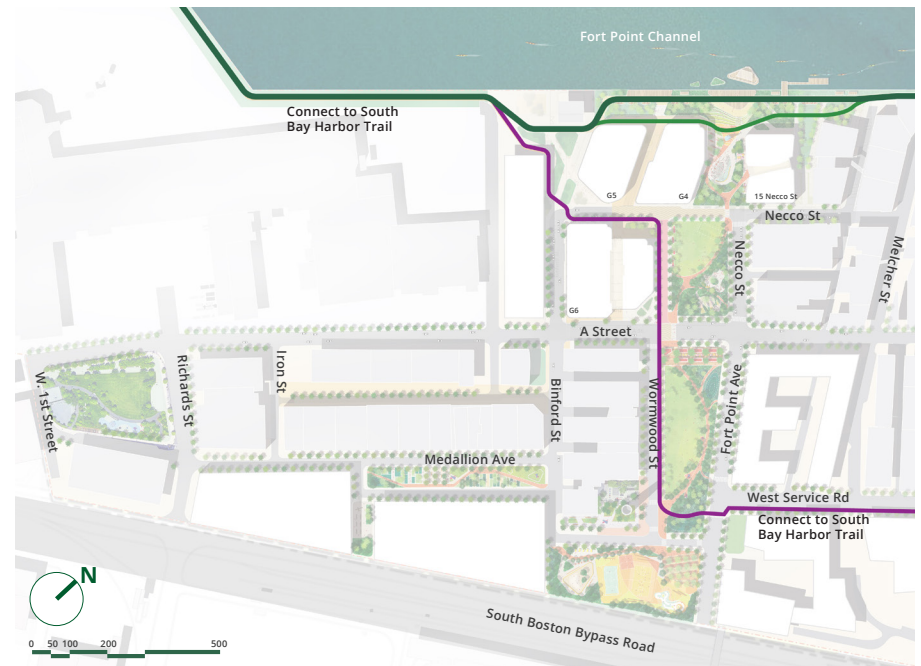 Fort Point Channel
Connect to South
Bay Harbor Trail
G5
G4
15 Necco St
Necco St
Necco St
Melcher St
G6
A Street
W. 1st Street
Richards St
Iron St
Binford St
Wormwood St
Fort Point Ave
Medallion Ave
West Service Rd
Connect to South
Bay Harbor Trail
N
South Boston Bypass Road
0 50 100 200 500